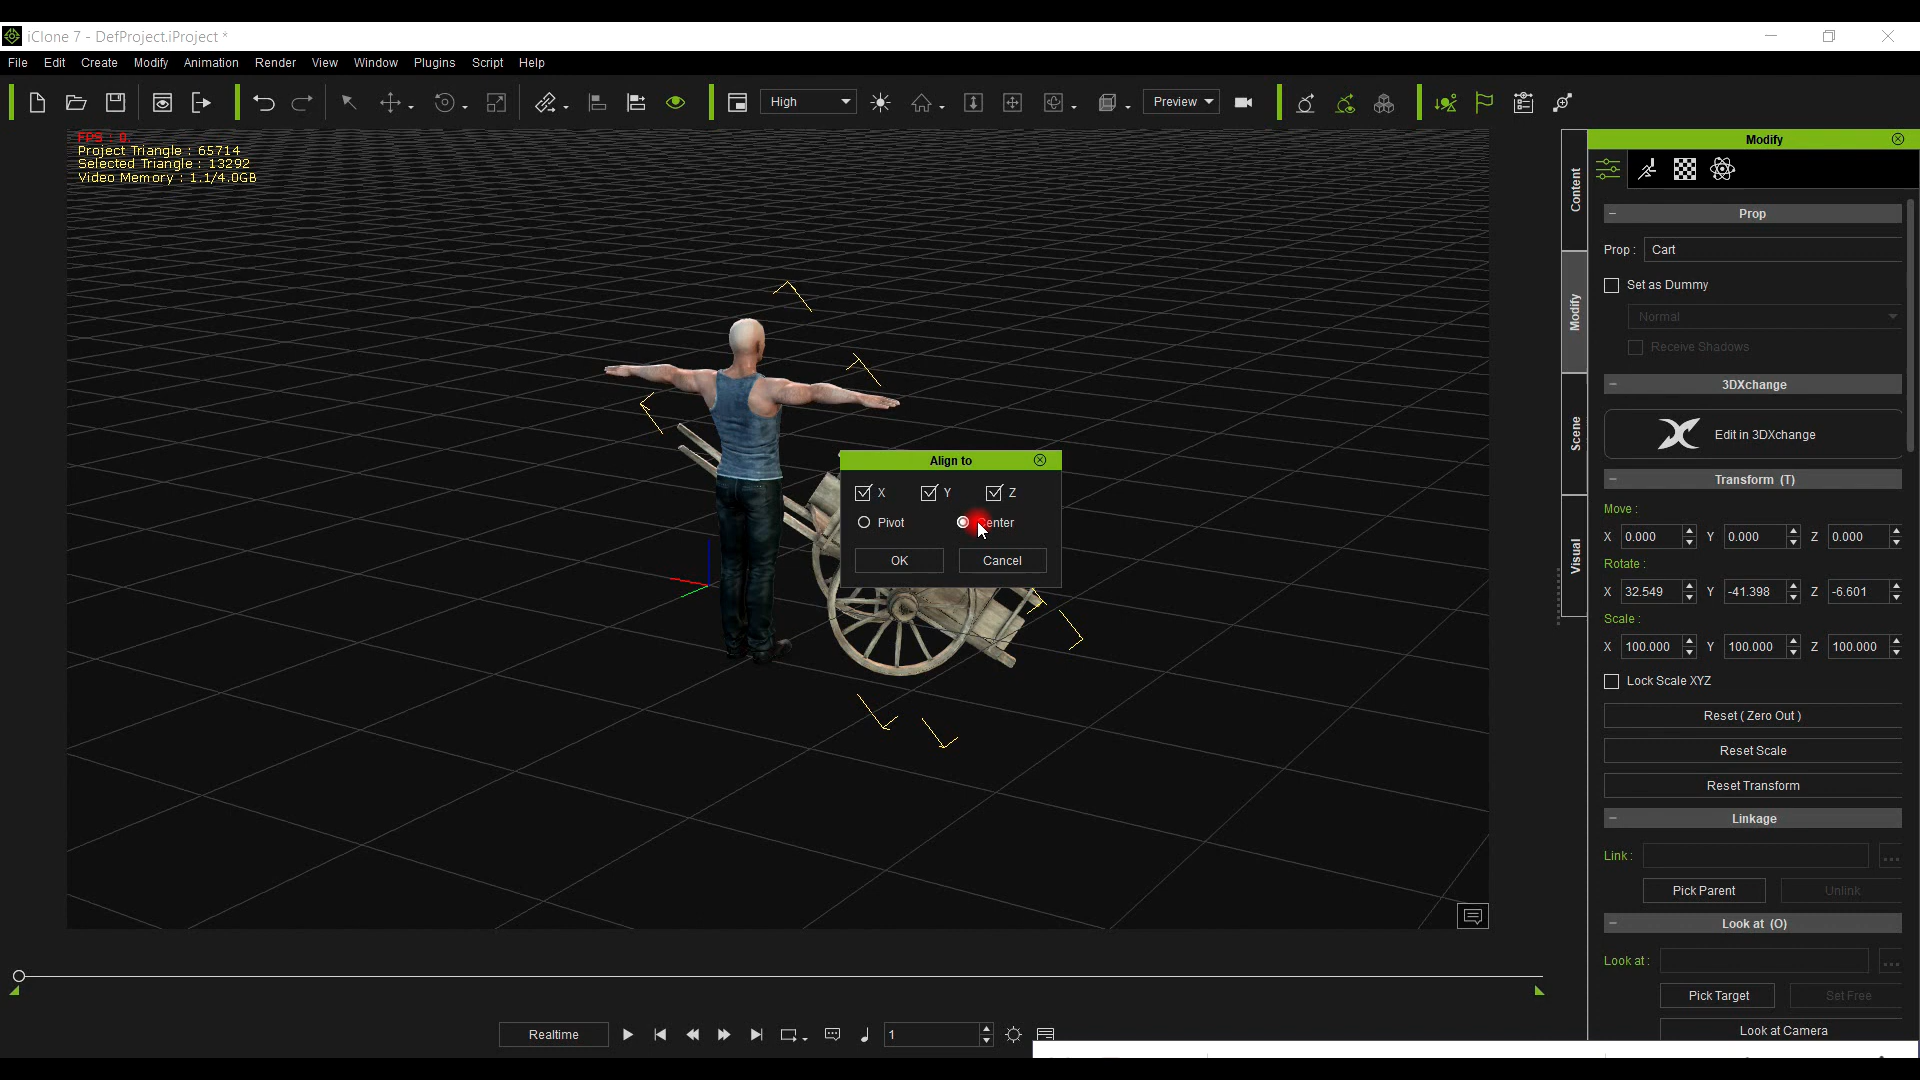 iClone 7 - DefProject.iProject *
File Edit Create Modify Animation Render View Window Plugins Script Help
High
Preview
FPS : 0
Project Triangle : 65714
Selected Triangle : 13292
Video Memory : 1.1/4.0GB
Content
Modify
Scene
Visual
Modify
Prop
Prop : Cart
Set as Dummy
Normal
Receive Shadows
3DXchange
Edit in 3DXchange
Transform (T)
Move :
X 0.000 Y 0.000 Z 0.000
Rotate :
X 32.549 Y -41.398 Z -6.601
Scale :
X 100.000 Y 100.000 Z 100.000
Lock Scale XYZ
Reset ( Zero Out )
Reset Scale
Reset Transform
Linkage
Link : ...
Pick Parent Unlink
Look at (O)
Look at : ...
Pick Target Set Free
Look at Camera
Align to
X Y Z
Pivot Center
OK Cancel
Realtime
1